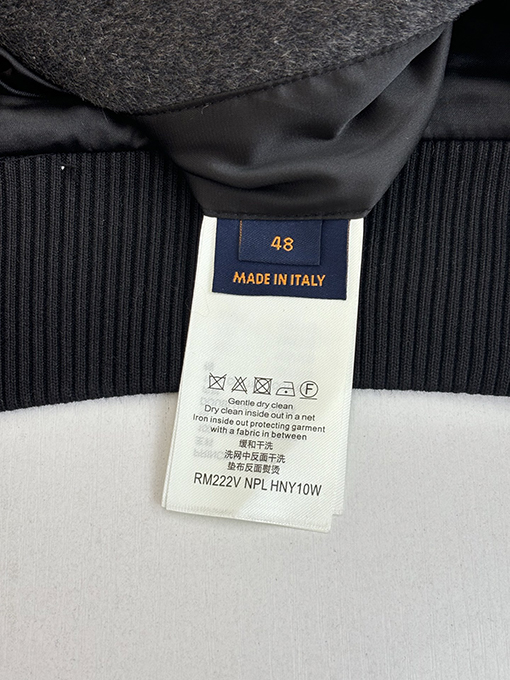 48
MADE IN ITALY
F
Gentle dry clean
Dry clean inside out in a net
Iron inside out protecting garment
with a fabric in between
缓和干洗
洗网中反面干洗
垫布反面熨烫
RM222V NPL HNY10W